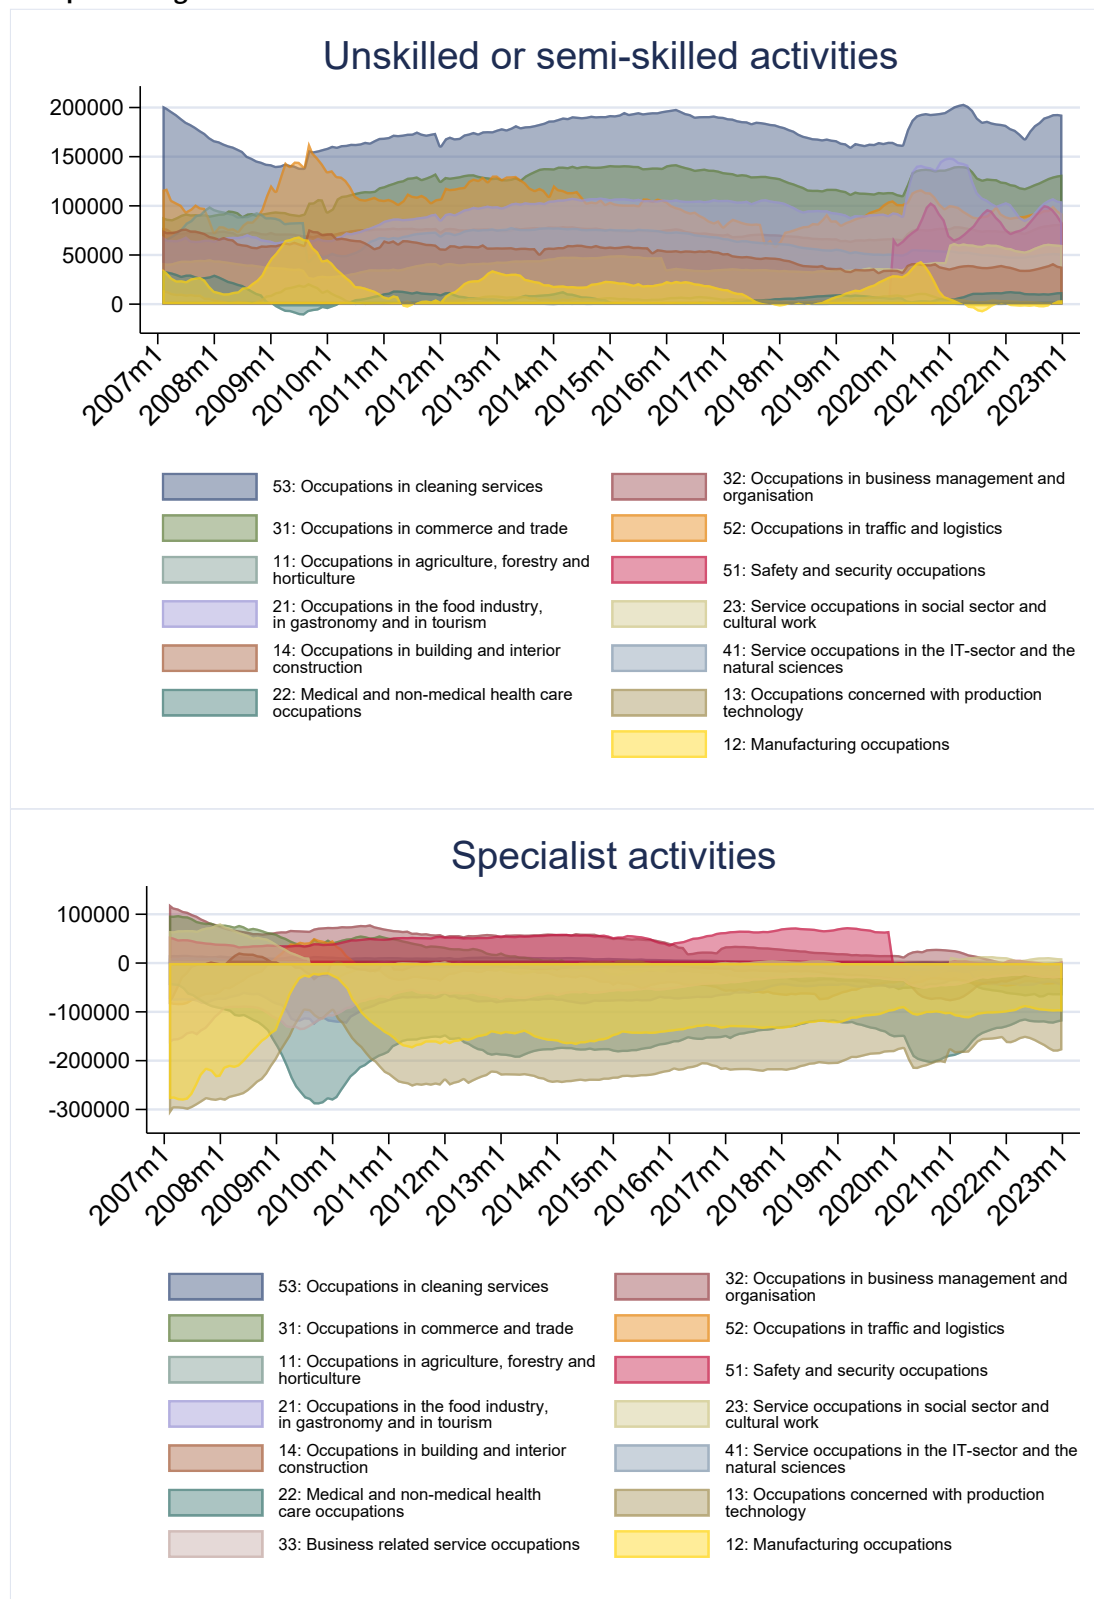 Unskilled or semi-skilled activities
200000
150000
100000
50000
0
2007m1
2008m1
2009m1
2010m1
2011m1
2012m1
2013m1
2014m1
2015m1
2016m1
2017m1
2018m1
2019m1
2020m1
2021m1
2022m1
2023m1
53: Occupations in cleaning services
32: Occupations in business management and
organisation
31: Occupations in commerce and trade
52: Occupations in traffic and logistics
11: Occupations in agriculture, forestry and
horticulture
51: Safety and security occupations
21: Occupations in the food industry,
in gastronomy and in tourism
23: Service occupations in social sector and
cultural work
14: Occupations in building and interior
construction
41: Service occupations in the IT-sector and the
natural sciences
22: Medical and non-medical health care
occupations
13: Occupations concerned with production
technology
12: Manufacturing occupations
Specialist activities
100000
0
-100000
-200000
-300000
2007m1
2008m1
2009m1
2010m1
2011m1
2012m1
2013m1
2014m1
2015m1
2016m1
2017m1
2018m1
2019m1
2020m1
2021m1
2022m1
2023m1
53: Occupations in cleaning services
32: Occupations in business management and
organisation
31: Occupations in commerce and trade
52: Occupations in traffic and logistics
11: Occupations in agriculture, forestry and
horticulture
51: Safety and security occupations
21: Occupations in the food industry,
in gastronomy and in tourism
23: Service occupations in social sector and
cultural work
14: Occupations in building and interior
construction
41: Service occupations in the IT-sector and the
natural sciences
22: Medical and non-medical health
care occupations
13: Occupations concerned with production
technology
33: Business related service occupations
12: Manufacturing occupations